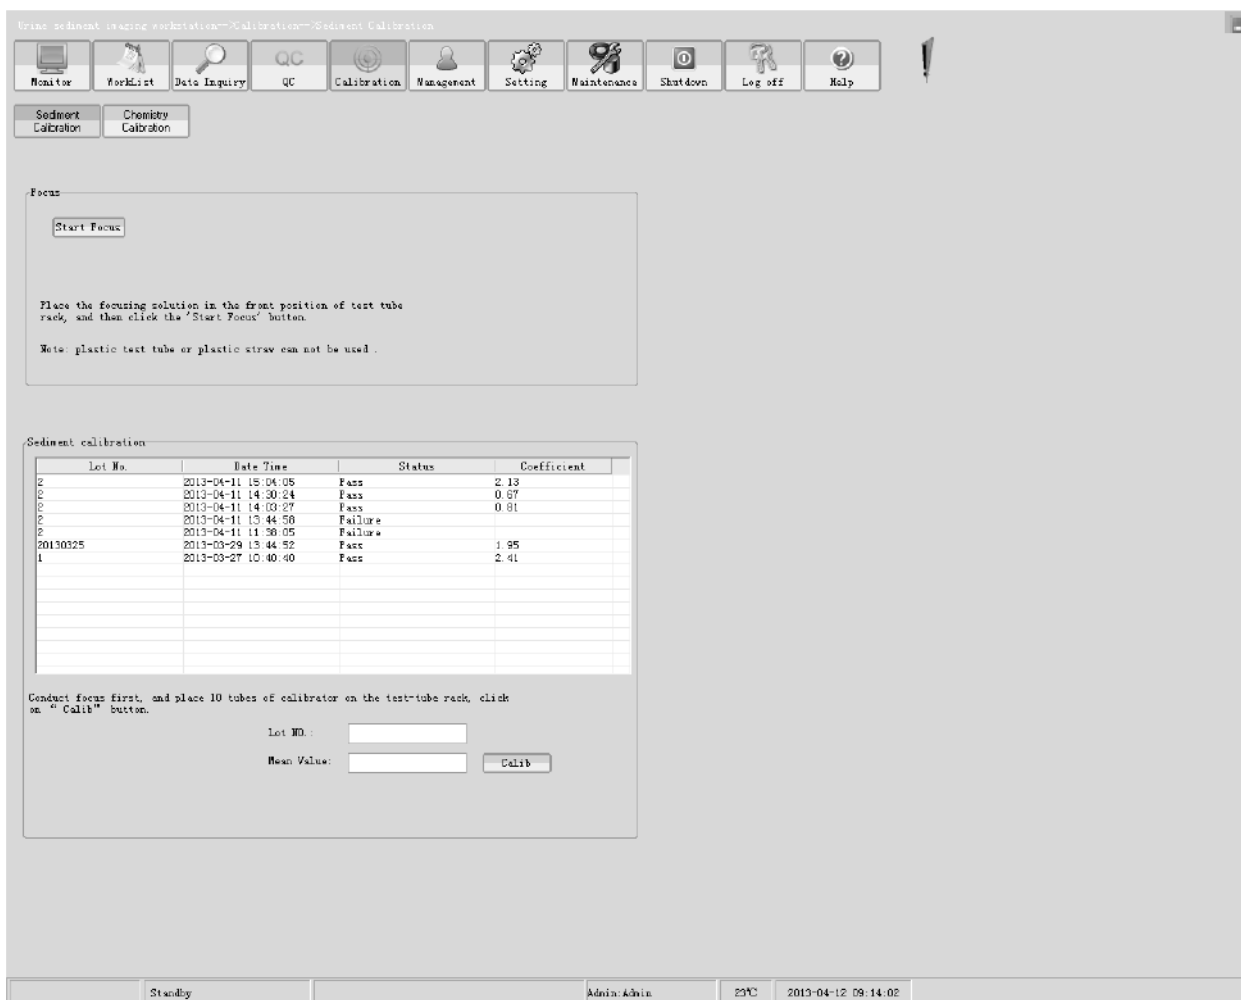 Urine sediment imaging workstation-->Calibration-->Sediment Calibration
Monitor WorkList Data Inquiry QC QC Calibration Management Setting Maintenance Shutdown Log off Help
Sediment Calibration
Chemistry Calibration
Focus
Start Focus
Place the focusing solution in the front position of test tube
rack, and then click the 'Start Focus' button.
Note: plastic test tube or plastic straw can not be used .
Sediment calibration
Lot No. Date Time Status Coefficient
2 2013-04-11 15:04:05 Pass 2.13
2 2013-04-11 14:30:24 Pass 0.67
2 2013-04-11 14:03:27 Pass 0.81
2 2013-04-11 13:44:58 Failure
2 2013-04-11 11:38:05 Failure
20130325 2013-03-29 13:44:52 Pass 1.95
1 2013-03-27 10:40:40 Pass 2.41
Conduct focus first, and place 10 tubes of calibrator on the test-tube rack, click
on “ Calib” button.
Lot NO.:
Mean Value:
Calib
Standby Admin:Admin 23℃ 2013-04-12 09:14:02